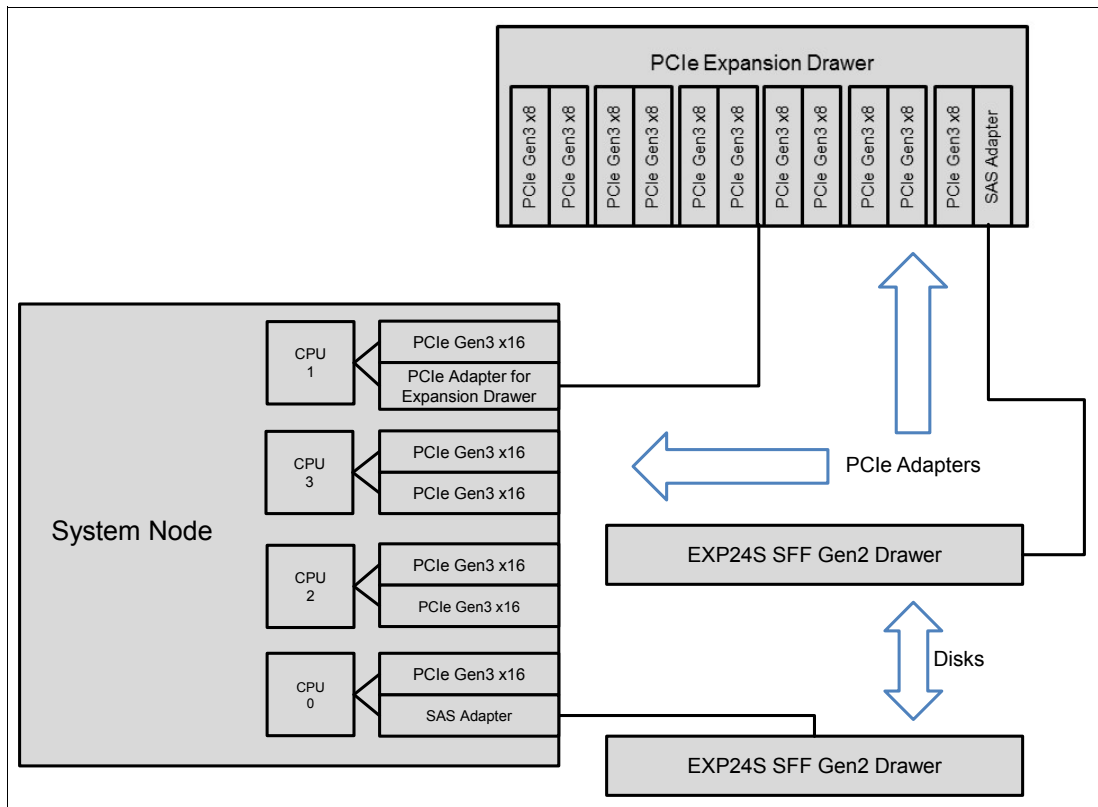 PCIe Expansion Drawer
PCIe Gen3 x8
PCIe Gen3 x8
PCIe Gen3 x8
PCIe Gen3 x8
PCIe Gen3 x8
PCIe Gen3 x8
PCIe Gen3 x8
PCIe Gen3 x8
PCIe Gen3 x8
PCIe Gen3 x8
PCIe Gen3 x8
SAS Adapter
System Node
CPU
1
PCIe Gen3 x16
PCIe Adapter for
Expansion Drawer
CPU
3
PCIe Gen3 x16
PCIe Gen3 x16
CPU
2
PCIe Gen3 x16
PCIe Gen3 x16
CPU
0
PCIe Gen3 x16
SAS Adapter
PCIe Adapters
EXP24S SFF Gen2 Drawer
Disks
EXP24S SFF Gen2 Drawer